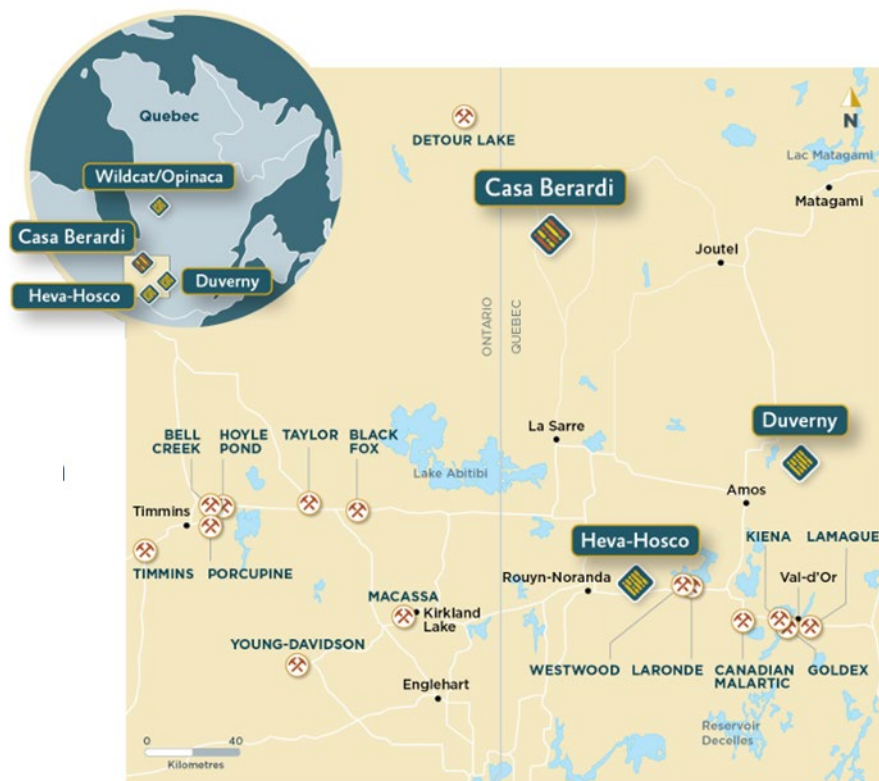 Quebec
Wildcat/Opinaca
Casa Berardi
Duverny
Heva-Hosco
DETOUR LAKE
N
Lac Matagami
Casa Berardi
Matagami
Joutel
ONTARIO
QUEBEC
Duverny
La Sarre
BELL
CREEK
HOYLE
POND
TAYLOR
BLACK
FOX
Lake Abitibi
Amos
Timmins
Heva-Hosco
KIENA
LAMAQUE
TIMMINS
PORCUPINE
Rouyn-Noranda
Val-d'Or
MACASSA
Kirkland
Lake
YOUNG-DAVIDSON
WESTWOOD
LARONDE
CANADIAN
MALARTIC
GOLDEX
Englehart
Reservoir
Decelles
0
40
Kilometres